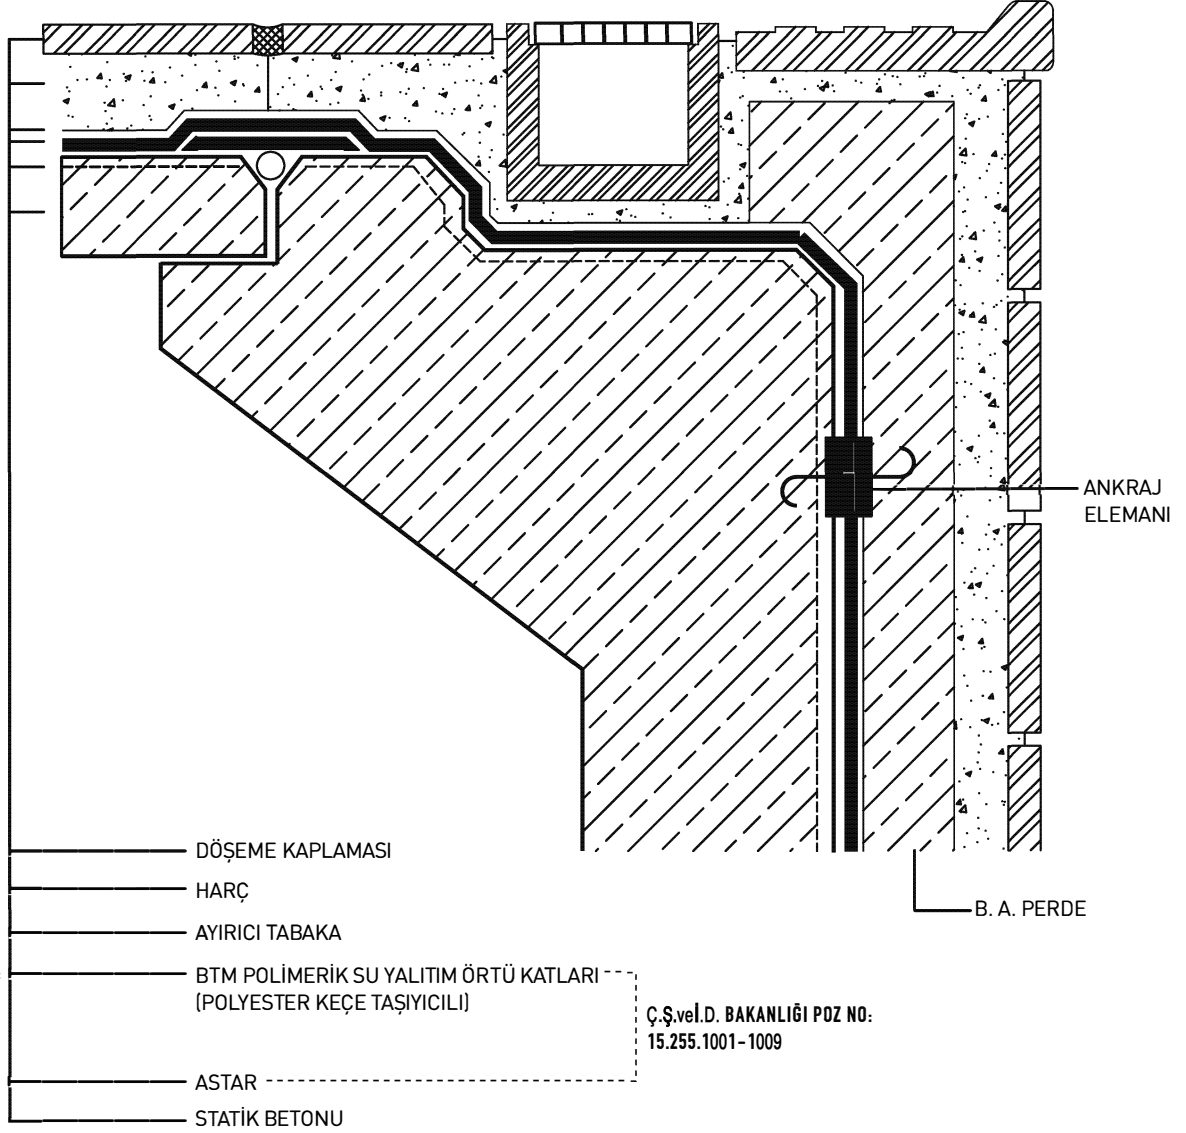 ANKRAJ
ELEMANI
DÖŞEME KAPLAMASI
HARÇ
B. A. PERDE
AYIRICI TABAKA
BTM POLİMERİK SU YALITIM ÖRTÜ KATLARI
(POLYESTER KEÇE TAŞIYICILI)
Ç.Ş.veİ.D. BAKANLIĞI POZ NO:
15.255.1001-1009
ASTAR
STATİK BETONU